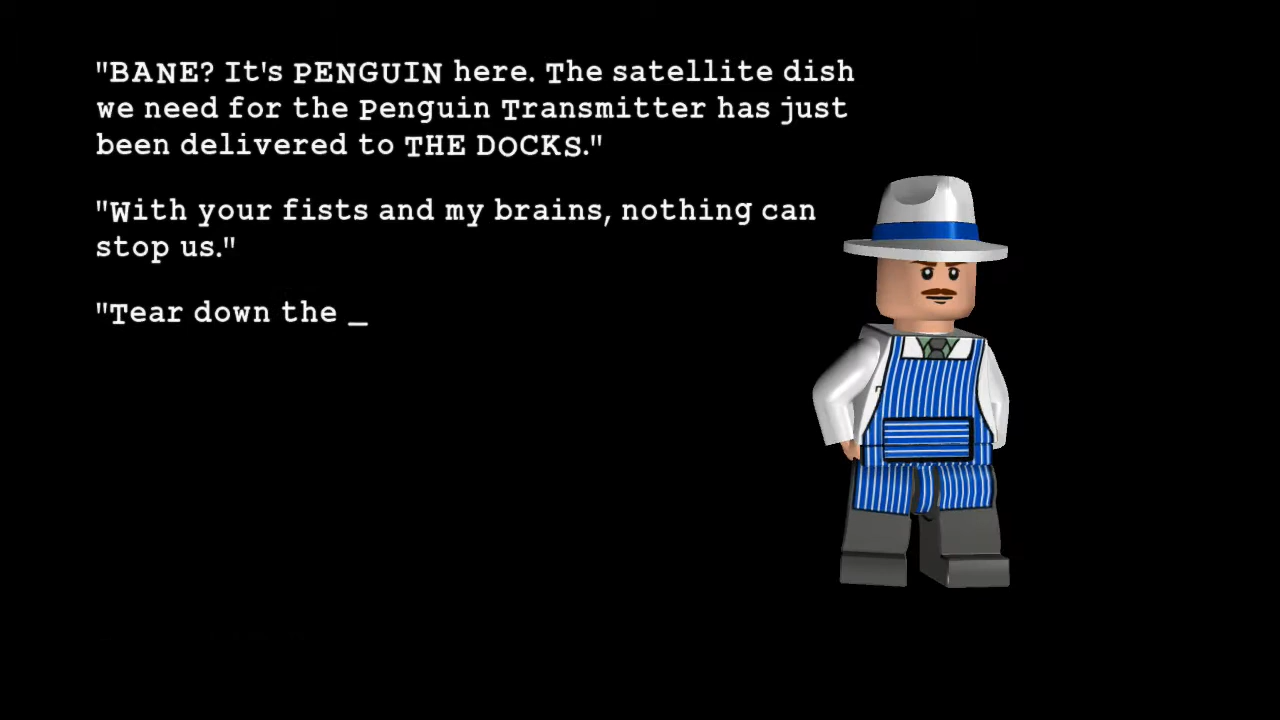 "BANE? It's PENGUIN here. The satellite dish
we need for the Penguin Transmitter has just
been delivered to THE DOCKS."
"With your fists and my brains, nothing can
stop us."
"Tear down the _